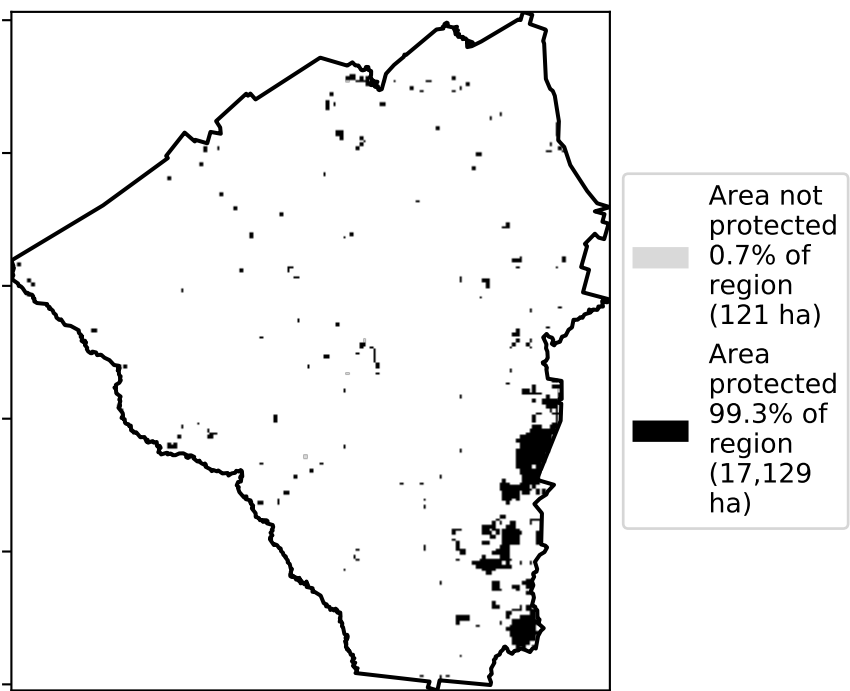 Area not
protected
0.7% of
region
(121 ha)
Area
protected
99.3% of
region
(17,129
ha)